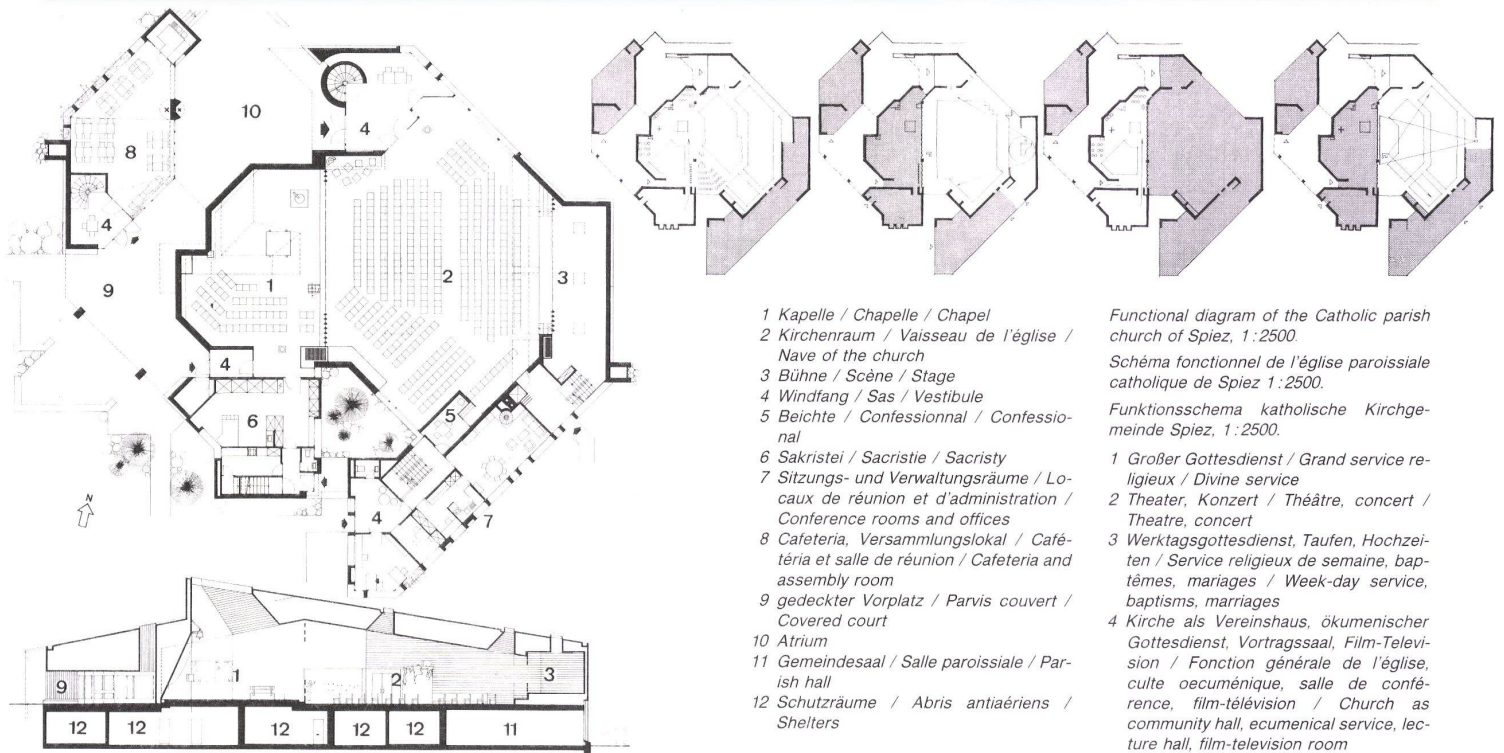 10
4
8
4
9
1
2
3
4
6
5
N
4
7
9
1
2
3
12
12
12
12
12
11
1 Kapelle / Chapelle / Chapel
2 Kirchenraum / Vaisseau de l'église /
Nave of the church
3 Bühne / Scène / Stage
4 Windfang / Sas / Vestibule
5 Beichte / Confessionnal / Confessio-
nal
6 Sakristei / Sacristie / Sacristy
7 Sitzungs- und Verwaltungsräume / Lo-
caux de réunion et d'administration /
Conference rooms and offices
8 Cafeteria, Versammlungslokal / Café-
téria et salle de réunion / Cafeteria and
assembly room
9 gedeckter Vorplatz / Parvis couvert /
Covered court
10 Atrium
11 Gemeindesaal / Salle paroissiale / Par-
ish hall
12 Schutzräume / Abris antiaériens /
Shelters
Functional diagram of the Catholic parish
church of Spiez, 1:2500.
Schéma fonctionnel de l'église paroissiale
catholique de Spiez 1:2500.
Funktionsschema katholische Kirchge-
meinde Spiez, 1:2500.
1 Großer Gottesdienst / Grand service re-
ligieux / Divine service
2 Theater, Konzert / Théâtre, concert /
Theatre, concert
3 Werktagsgottesdienst, Taufen, Hochzei-
ten / Service religieux de semaine, bap-
têmes, mariages / Week-day service,
baptisms, marriages
4 Kirche als Vereinshaus, ökumenischer
Gottesdienst, Vortragssaal, Film-Televi-
sion / Fonction générale de l'église,
culte oecuménique, salle de confé-
rence, film-télévision / Church as
community hall, ecumenical service, lec-
ture hall, film-television room